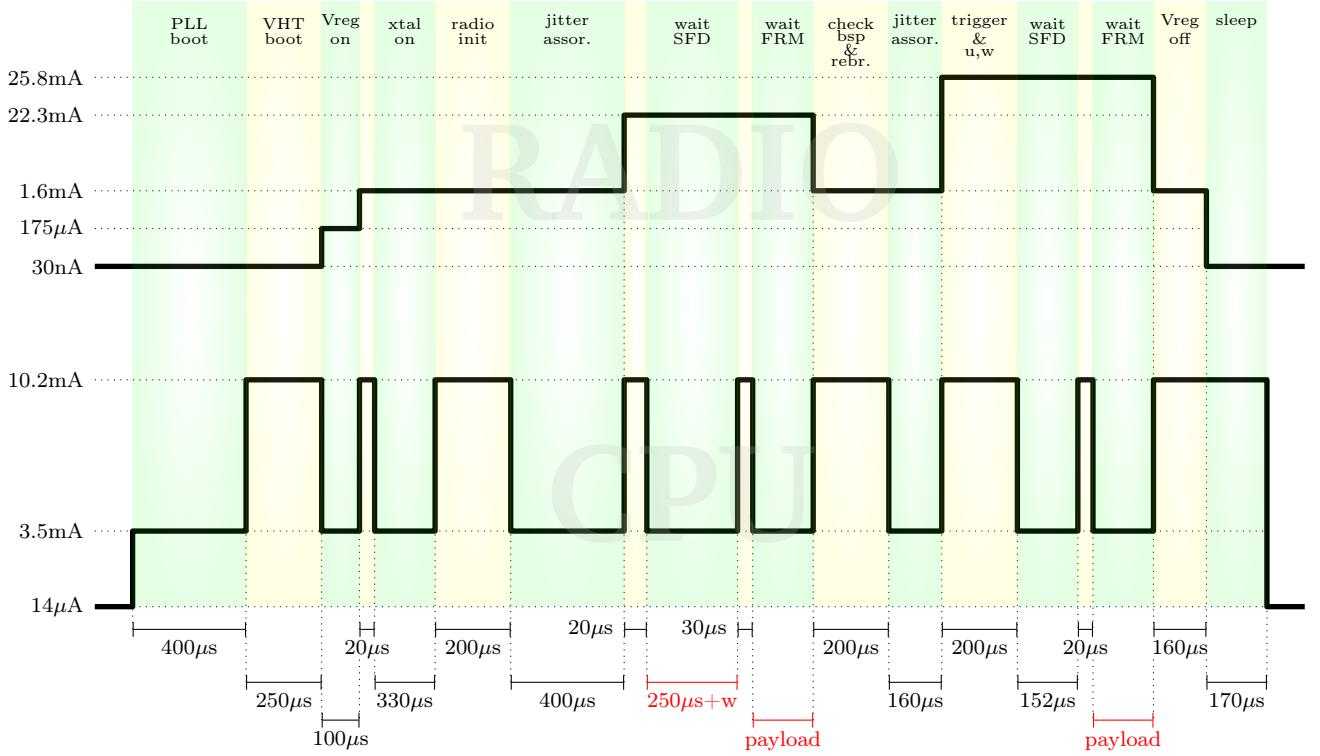 PLL
boot
VHT
boot
Vreg
on
xtal
on
radio
init
jitter
assor.
wait
SFD
wait
FRM
check
bsp
&
rebr.
jitter
assor.
trigger
&
u,w
wait
SFD
wait
FRM
Vreg
off
sleep
25.8mA
22.3mA
1.6mA
175μA
30nA
RADIO
10.2mA
3.5mA
14μA
CPU
20μs 30μs
400μs 20μs 200μs 200μs 200μs 20μs 160μs
250μs 330μs 400μs 250μs+w 160μs 152μs 170μs
100μs payload payload